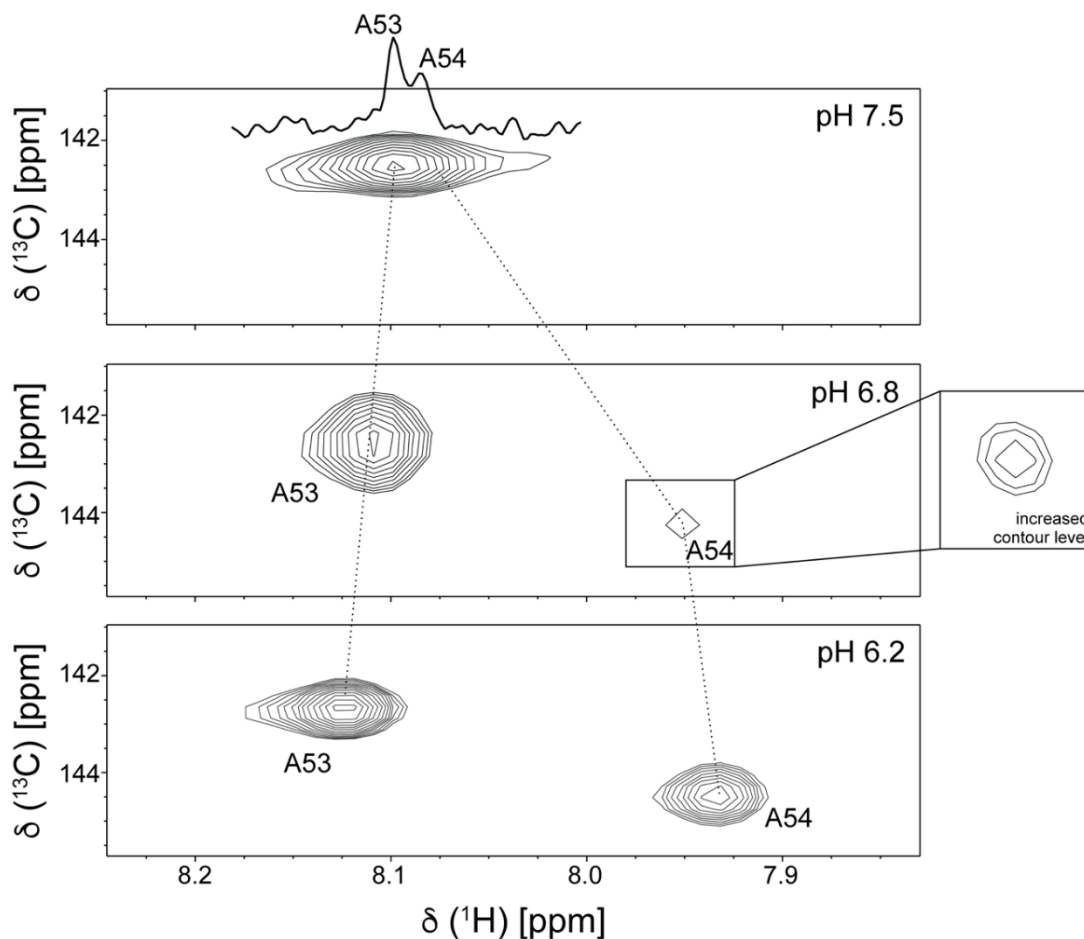 A53
A54
δ (¹³C) [ppm]
142
144
pH 7.5
δ (¹³C) [ppm]
142
144
pH 6.8
A53
A54
increased
contour leve
δ (¹³C) [ppm]
142
144
pH 6.2
A53
A54
8.2 8.1 8.0 7.9
δ (¹H) [ppm]